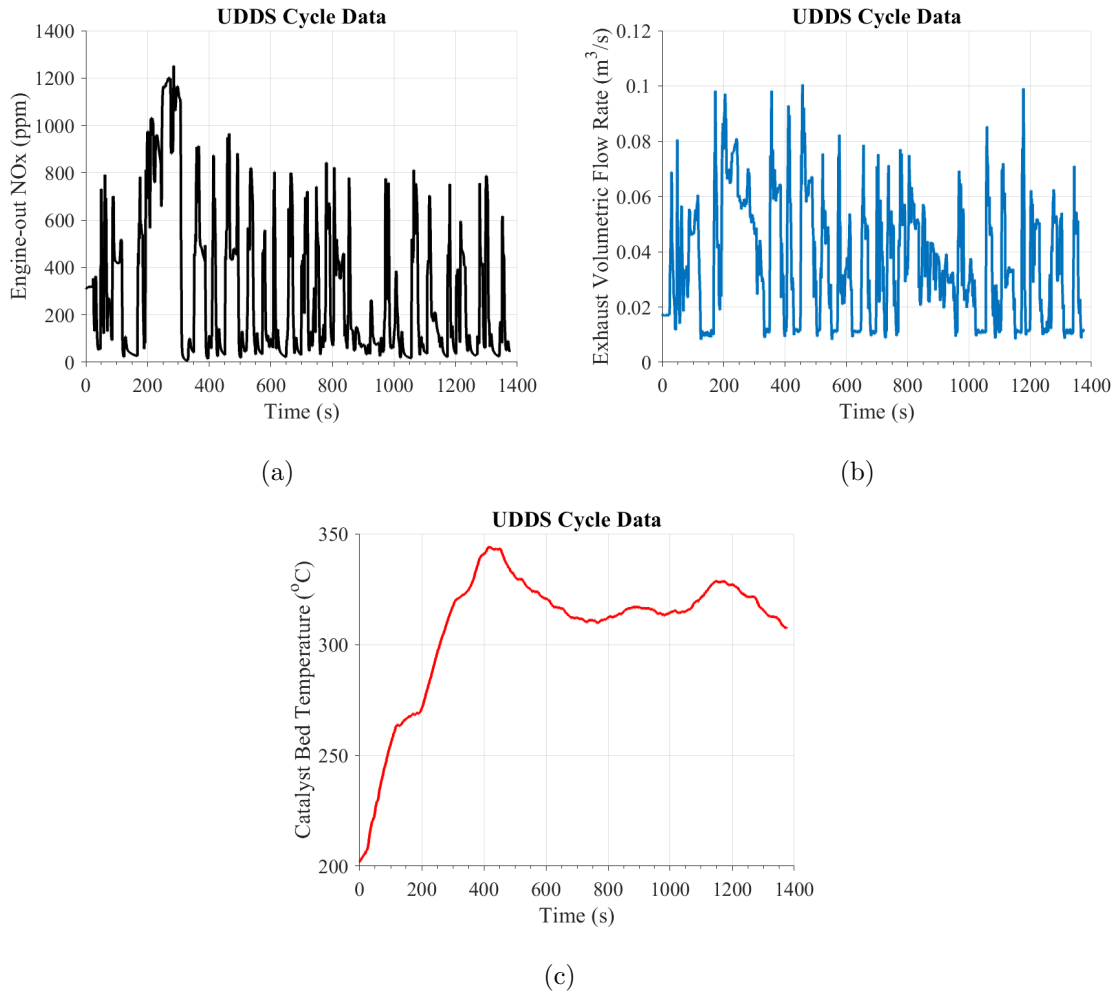 UDDS Cycle Data
1400
1200
1000
800
600
400
200
0
Engine-out NOx (ppm)
0 200 400 600 800 1000 1200 1400
Time (s)
(a)
UDDS Cycle Data
0.12
0.1
0.08
0.06
0.04
0.02
0
Exhaust Volumetric Flow Rate (m³/s)
0 200 400 600 800 1000 1200 1400
Time (s)
(b)
UDDS Cycle Data
350
300
250
200
Catalyst Bed Temperature (°C)
0 200 400 600 800 1000 1200 1400
Time (s)
(c)